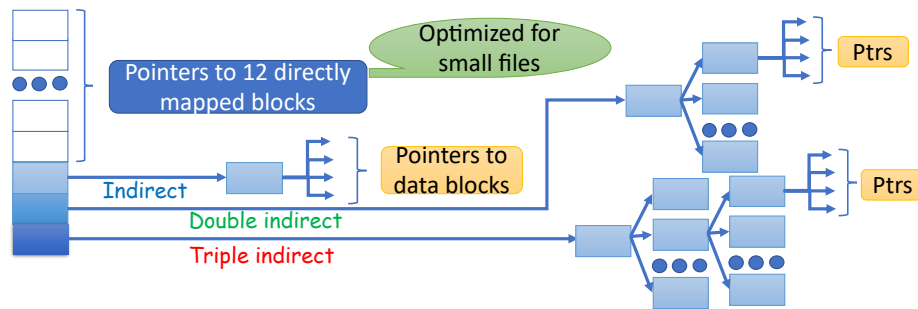 Optimized for
small files
Pointers to 12 directly
mapped blocks
Ptrs
Pointers to
data blocks
Indirect
Double indirect
Triple indirect
Ptrs